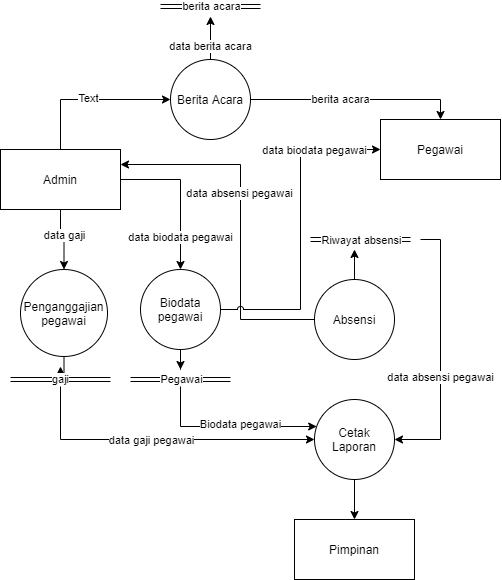 berita acara
data berita acara
Berita Acara
Text
berita acara
Pegawai
data biodata pegawai
Admin
data absensi pegawai
data gaji
data biodata pegawai
Riwayat absensi
Penganggajian
pegawai
Biodata
pegawai
Absensi
gaji
Pegawai
data absensi pegawai
Biodata pegawai
data gaji pegawai
Cetak
Laporan
Pimpinan